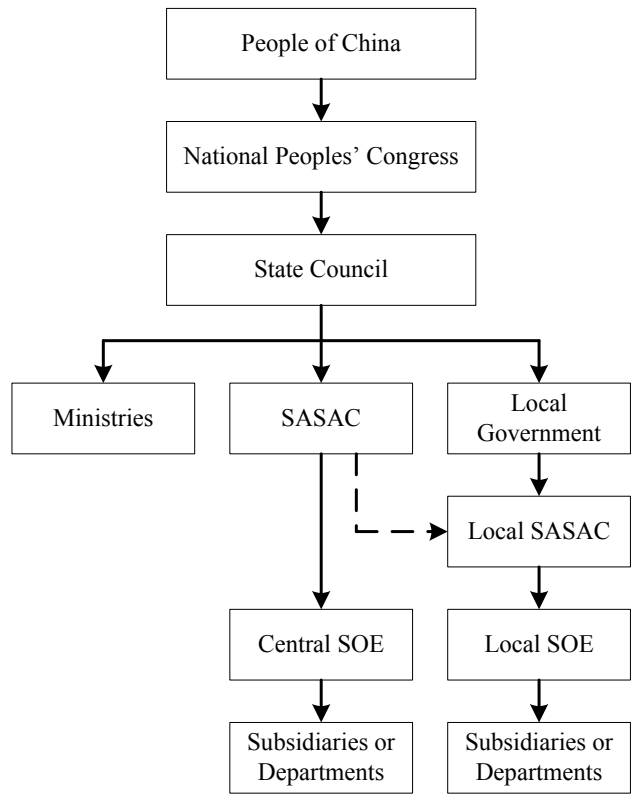 People of China
National Peoples’ Congress
State Council
Ministries
SASAC
Local
Government
Local SASAC
Central SOE
Local SOE
Subsidiaries or
Departments
Subsidiaries or
Departments